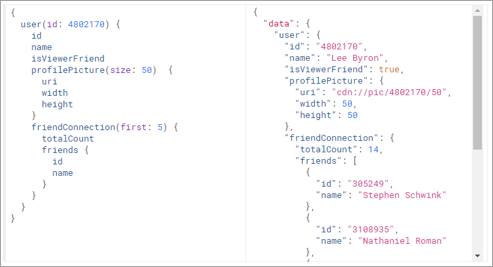 {
  user(id: 4802170) {
    id
    name
    isViewerFriend
    profilePicture(size: 50)  {
      uri
      width
      height
    }
    friendConnection(first: 5) {
      totalCount
      friends {
        id
        name
      }
    }
  }
}
{
  "data": {
    "user": {
      "id": "4802170",
      "name": "Lee Byron",
      "isViewerFriend": true,
      "profilePicture": {
        "uri": "cdn://pic/4802170/50",
        "width": 50,
        "height": 50
      },
      "friendConnection": {
        "totalCount": 14,
        "friends": [
          {
            "id": "305249",
            "name": "Stephen Schwink"
          },
          {
            "id": "3108935",
            "name": "Nathaniel Roman"
          },